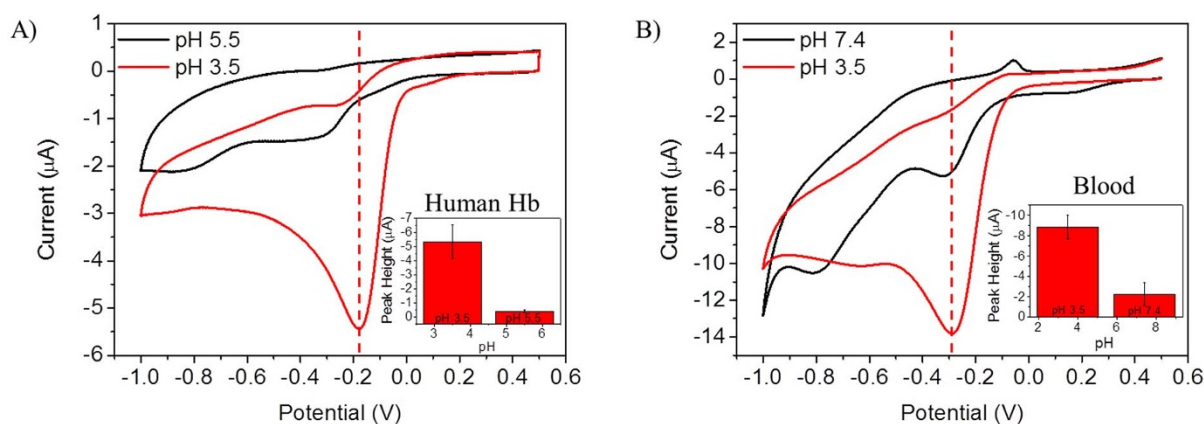 A)
pH 5.5
pH 3.5
1
0
-1
-2
-3
-4
-5
-6
Current (μA)
-1.0 -0.8 -0.6 -0.4 -0.2 0.0 0.2 0.4 0.6
Potential (V)
Human Hb
-7
-6
-5
-4
-3
-2
-1
0
Peak Height (μA)
pH 3.5 pH 5.5
3 4 5 6
pH
B)
pH 7.4
pH 3.5
2
0
-2
-4
-6
-8
-10
-12
-14
Current (μA)
-1.0 -0.8 -0.6 -0.4 -0.2 0.0 0.2 0.4 0.6
Potential (V)
Blood
-10
-8
-6
-4
-2
0
Peak Height (μA)
pH 3.5 pH 7.4
2 4 6 8
pH